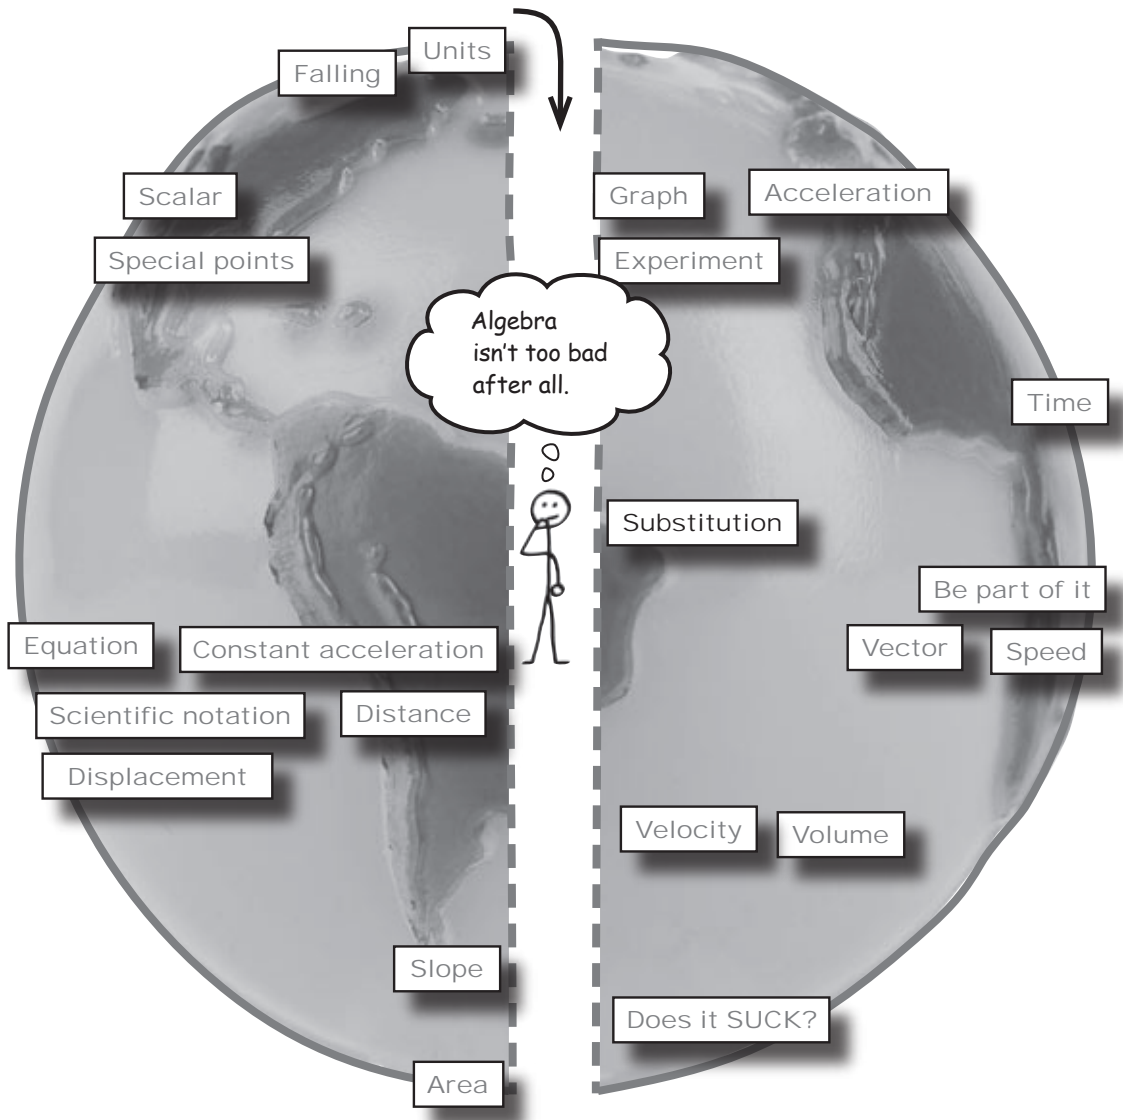 Units
Falling
Scalar
Special points
Graph
Acceleration
Experiment
Algebra
isn't too bad
after all.
Time
Substitution
Be part of it
Equation
Constant acceleration
Vector
Speed
Scientific notation
Distance
Displacement
Velocity
Volume
Slope
Does it SUCK?
Area